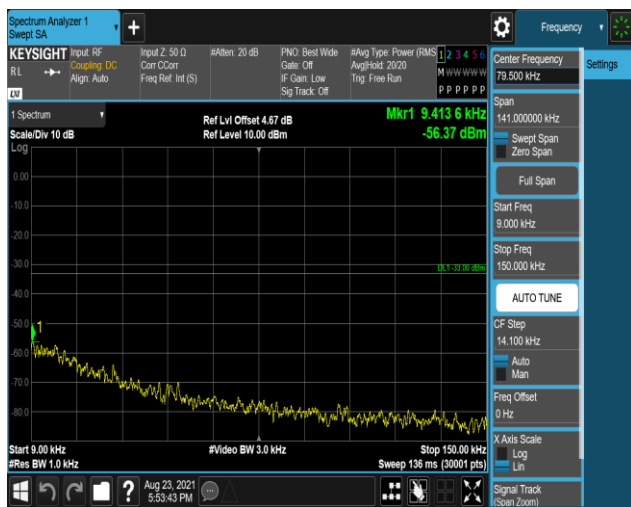 Spectrum Analyzer 1
Swept SA
+
Frequency
KEYSIGHT
RL
Input: RF
Coupling: DC
Align: Auto
Input Z: 50 Ω
Corr CCorr
Freq Ref: Int (S)
#Atten: 20 dB
PNO: Best Wide
Gate: Off
IF Gain: Low
Sig Track: Off
#Avg Type: Power (RMS
Avg|Hold: 20/20
Trig: Free Run
1 2 3 4 5 6
M W W W W W
P P P P P P
LXI
1 Spectrum
Scale/Div 10 dB
Ref Lvl Offset 4.67 dB
Ref Level 10.00 dBm
Mkr1 9.413 6 kHz
-56.37 dBm
Log
0.00
-10.0
-20.0
-30.0
-40.0
-50.0
-60.0
-70.0
-80.0
DL1 -33.00 dBm
1
Start 9.00 kHz
#Res BW 1.0 kHz
#Video BW 3.0 kHz
Stop 150.00 kHz
Sweep 136 ms (30001 pts)
?
Aug 23, 2021
5:53:43 PM
Center Frequency
79.500 kHz
Span
141.000000 kHz
Swept Span
Zero Span
Full Span
Start Freq
9.000 kHz
Stop Freq
150.000 kHz
AUTO TUNE
CF Step
14.100 kHz
Auto
Man
Freq Offset
0 Hz
X Axis Scale
Log
Lin
Signal Track
(Span Zoom)
Settings